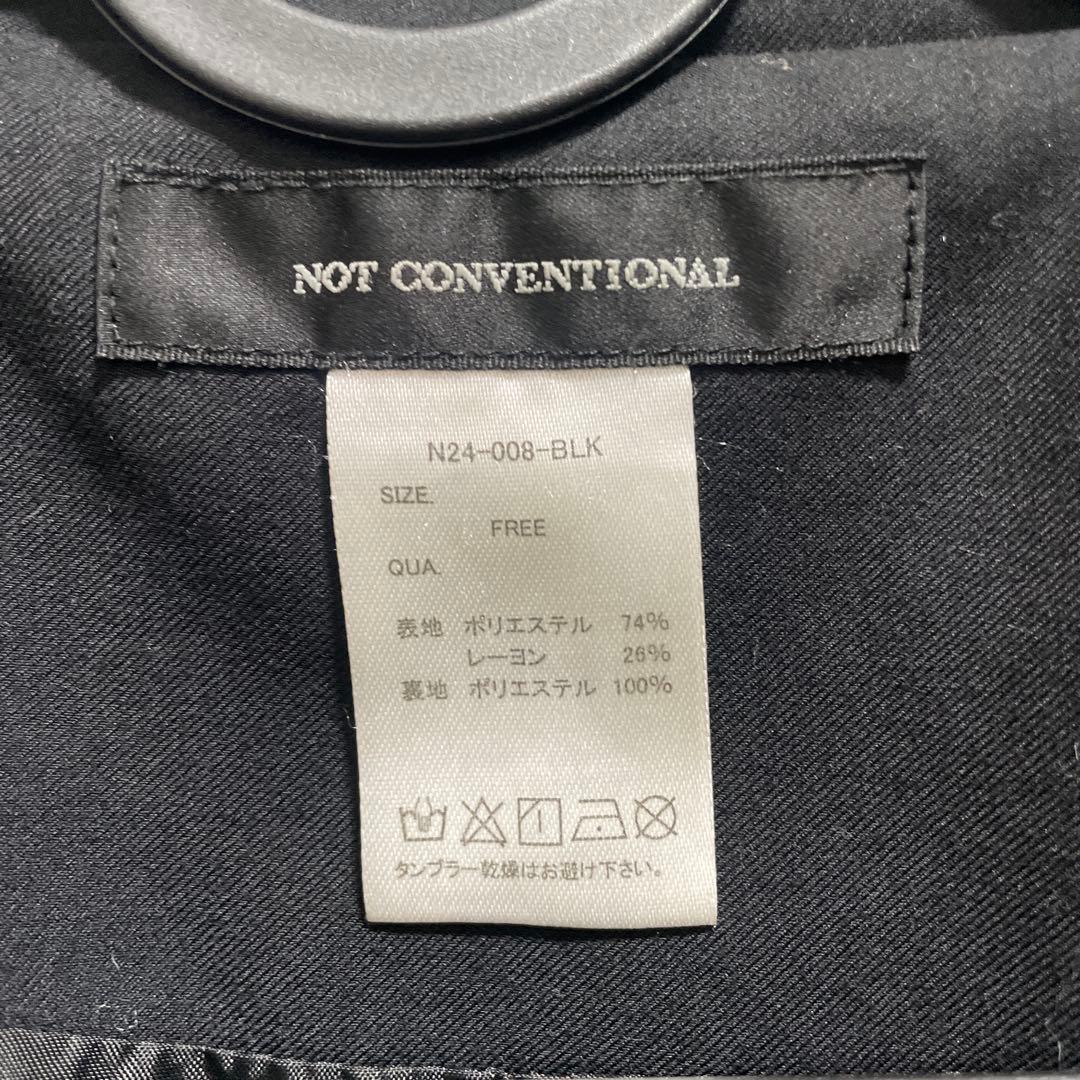 NOT CONVENTIONAL
N24-008-BLK
SIZE.
FREE
QUA.
表地 ポリエステル 74%
レーヨン 26%
裏地 ポリエステル 100%
タンブラー乾燥はお避け下さい。